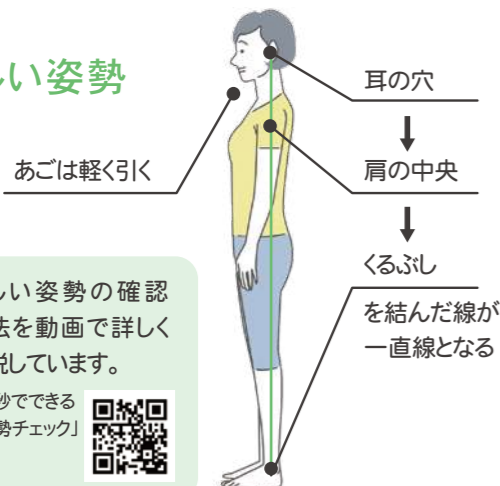 しい姿勢
耳の穴
あごは軽く引く
肩の中央
くるぶし
を結んだ線が
一直線となる
しい姿勢の確認
法を動画で詳しく
説しています。
秒でできる
勢チェック」